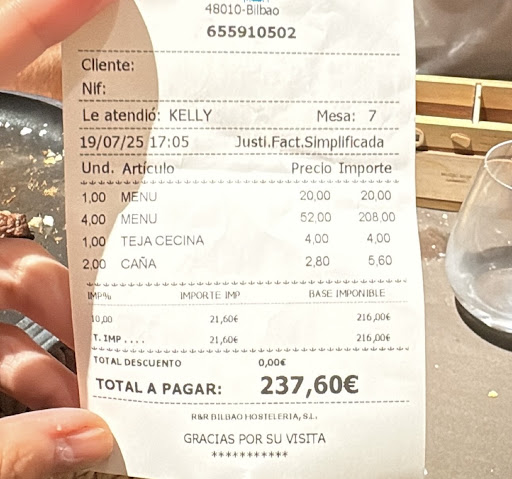 48010-Bilbao
655910502
Cliente:
Nif:
Le atendió: KELLY Mesa: 7
19/07/25 17:05 Justi.Fact.Simplificada
Und. Artículo Precio Importe
1,00 MENU 20,00 20,00
4,00 MENU 52,00 208,00
1,00 TEJA CECINA 4,00 4,00
2,00 CAÑA 2,80 5,60
IMP% IMPORTE IMP BASE IMPONIBLE
10,00 21,60€ 216,00€
T. IMP . . . . 21,60€ 216,00€
TOTAL DESCUENTO 0,00€
TOTAL A PAGAR: 237,60€
R&R BILBAO HOSTELERIA, S.L.
GRACIAS POR SU VISITA
***********